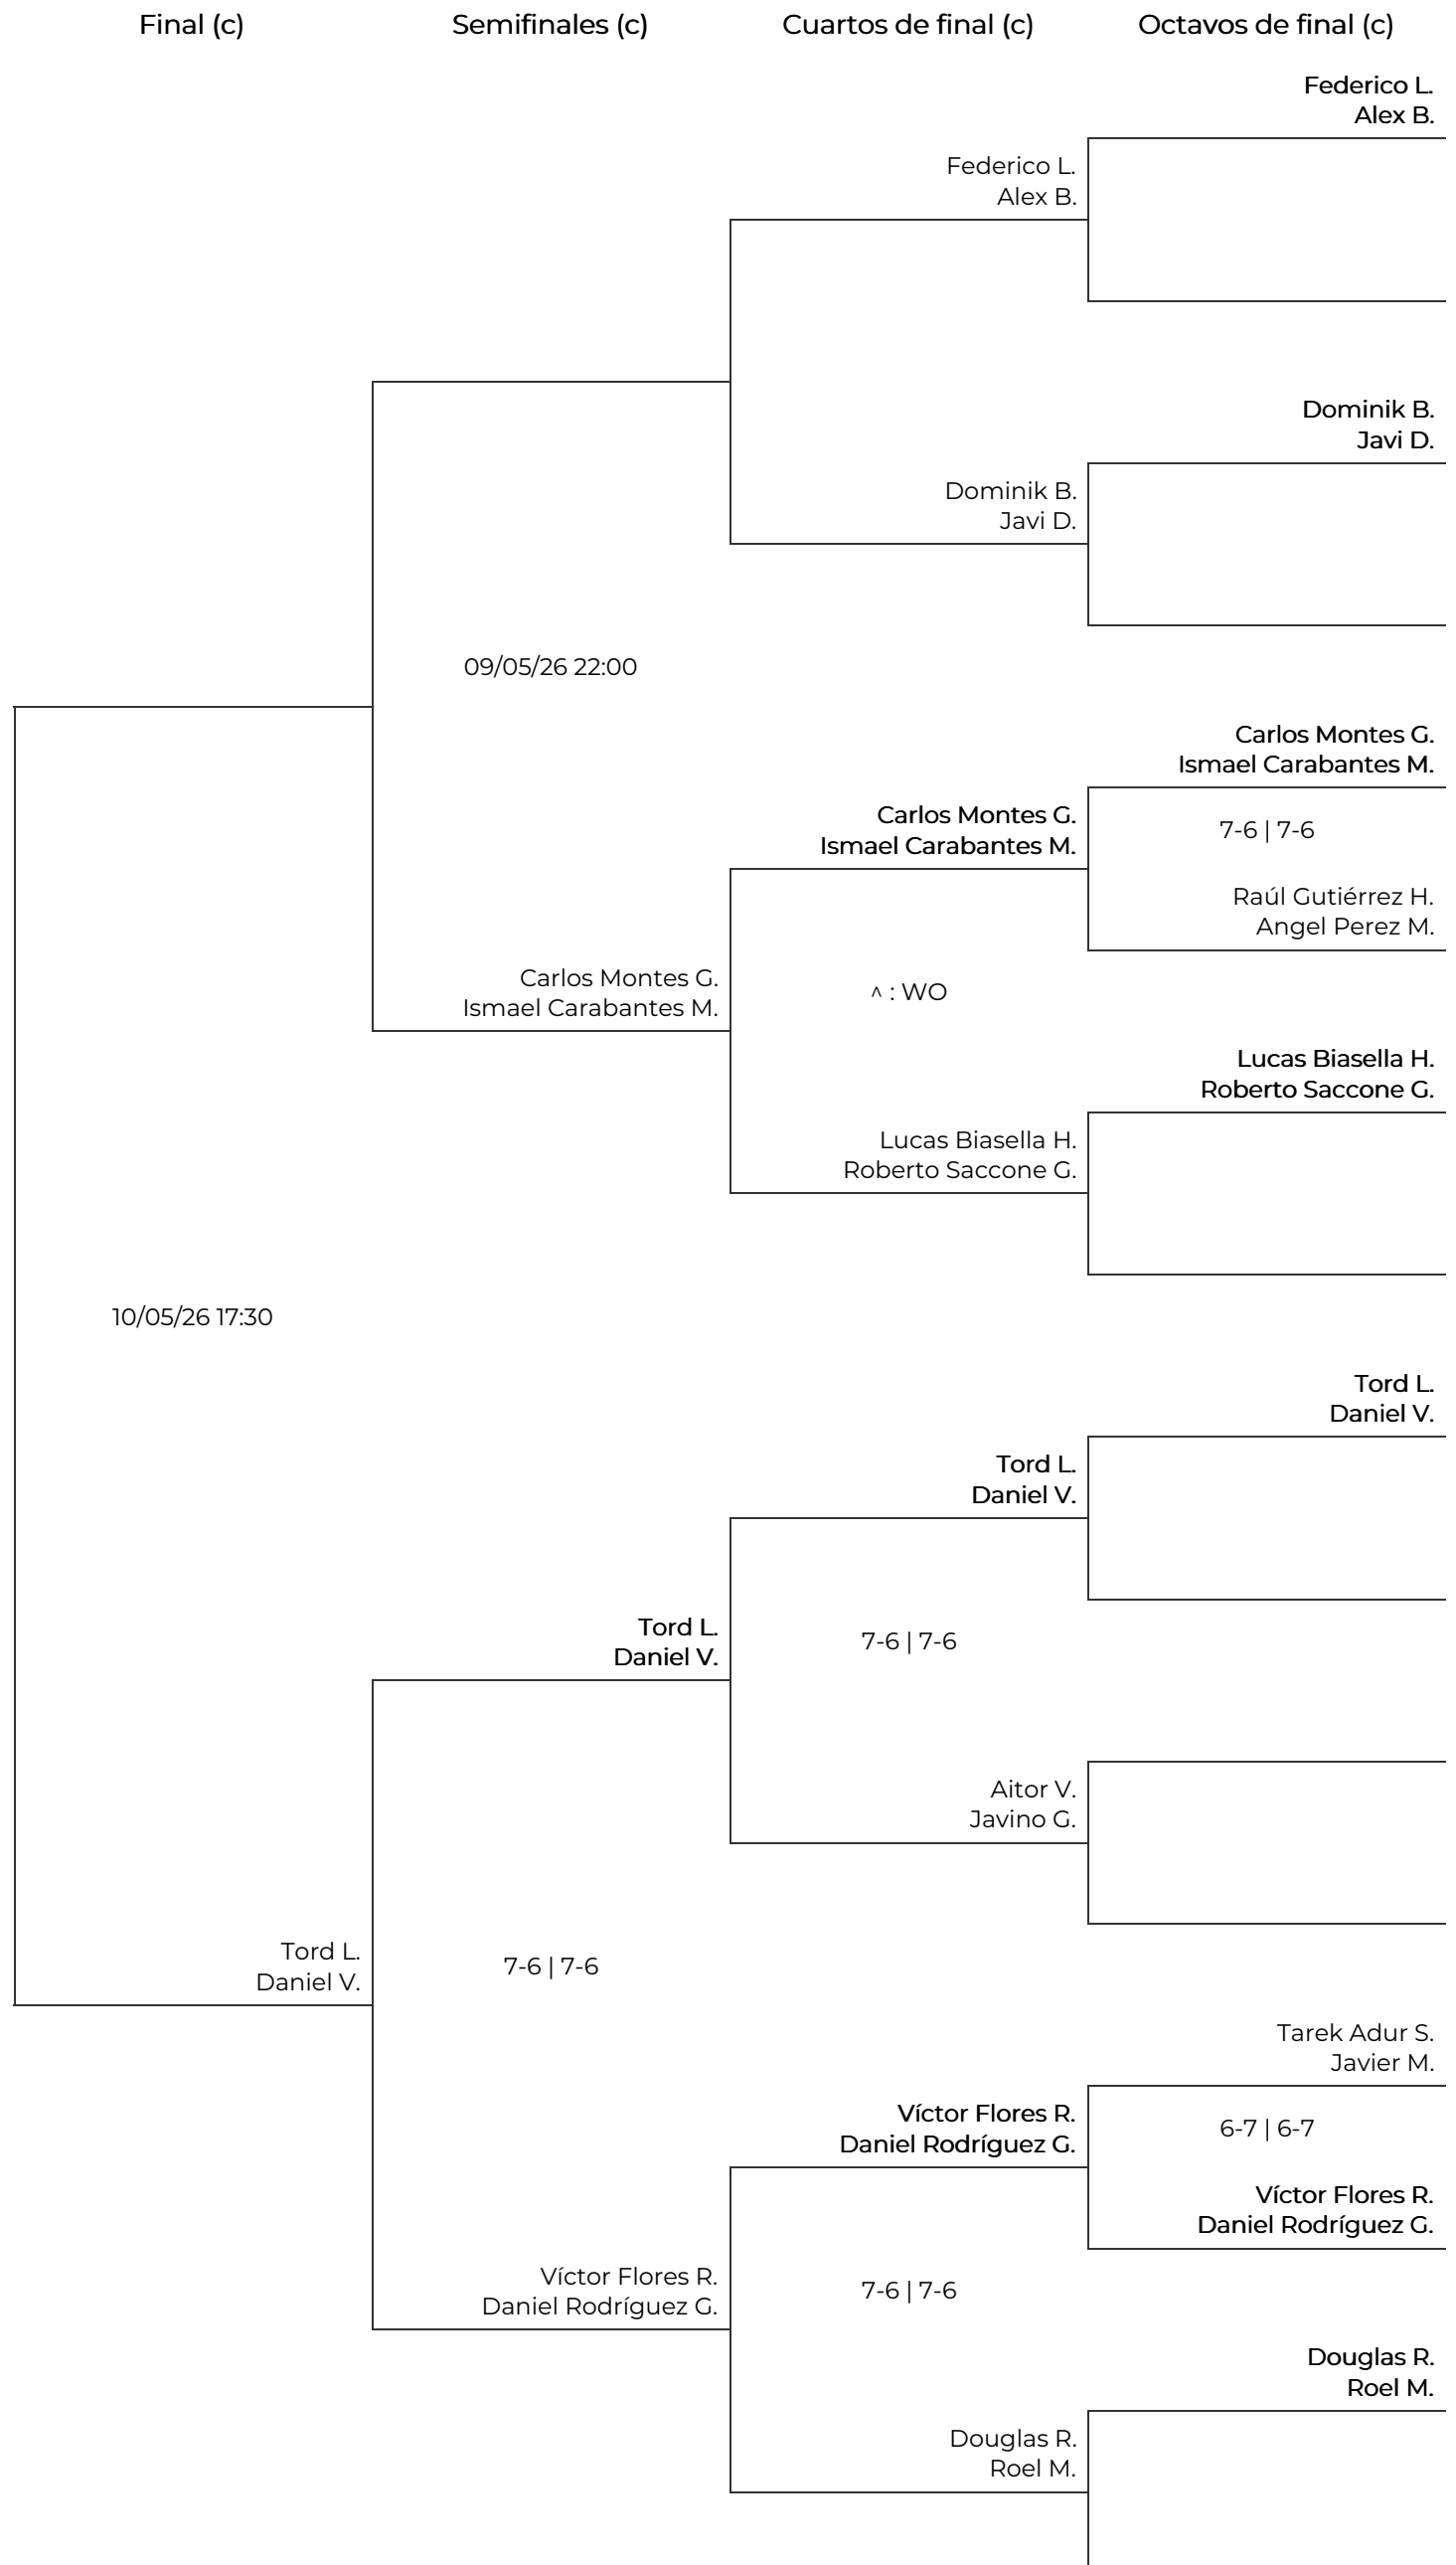 Final (c)
Semifinales (c)
Cuartos de final (c)
Octavos de final (c)
Federico L.
Alex B.
Federico L.
Alex B.
Dominik B.
Javi D.
Dominik B.
Javi D.
09/05/26 22:00
Carlos Montes G.
Ismael Carabantes M.
Carlos Montes G.
Ismael Carabantes M.
7-6 | 7-6
Raúl Gutiérrez H.
Angel Perez M.
Carlos Montes G.
Ismael Carabantes M.
^ : WO
Lucas Biasella H.
Roberto Saccone G.
Lucas Biasella H.
Roberto Saccone G.
10/05/26 17:30
Tord L.
Daniel V.
Tord L.
Daniel V.
Tord L.
Daniel V.
7-6 | 7-6
Aitor V.
Javino G.
Tord L.
Daniel V.
7-6 | 7-6
Tarek Adur S.
Javier M.
Víctor Flores R.
Daniel Rodríguez G.
6-7 | 6-7
Víctor Flores R.
Daniel Rodríguez G.
Víctor Flores R.
Daniel Rodríguez G.
7-6 | 7-6
Douglas R.
Roel M.
Douglas R.
Roel M.